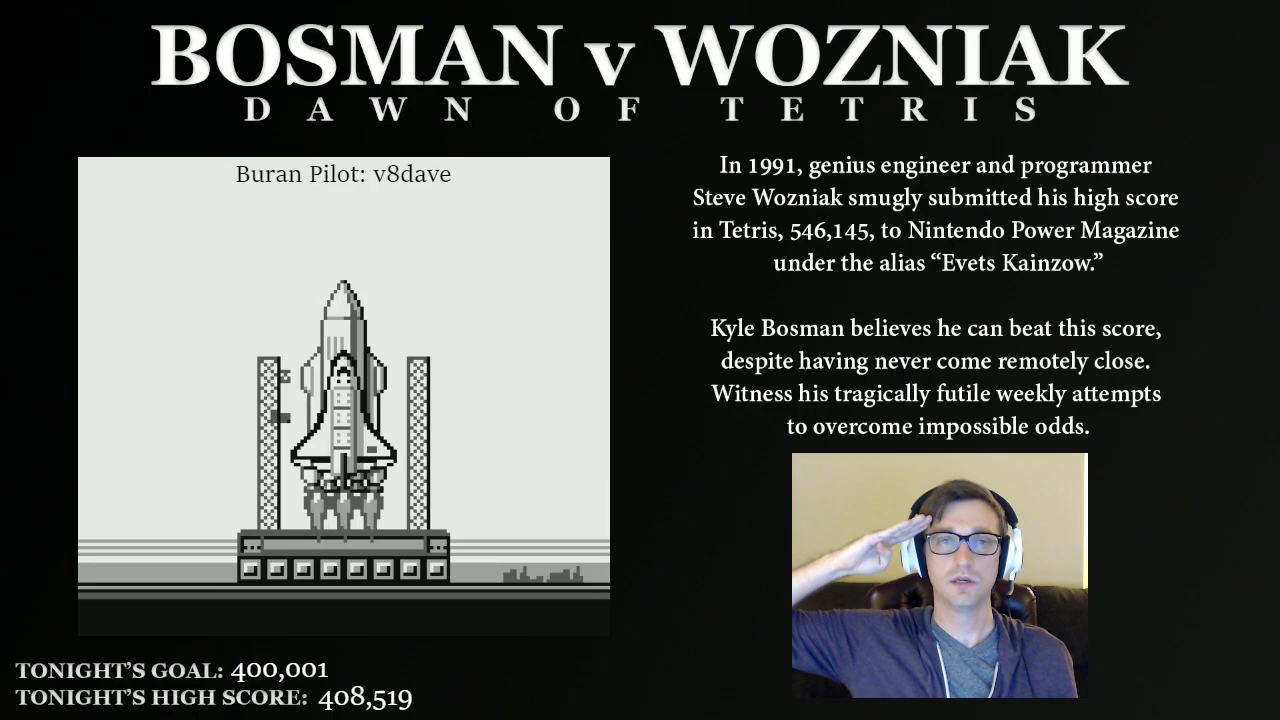 BOSMAN v WOZNIAK
DAWN OF TETRIS
Buran Pilot: v8dave
In 1991, genius engineer and programmer
Steve Wozniak smugly submitted his high score
in Tetris, 546,145, to Nintendo Power Magazine
under the alias “Evets Kainzow.”
Kyle Bosman believes he can beat this score,
despite having never come remotely close.
Witness his tragically futile weekly attempts
to overcome impossible odds.
TONIGHT'S GOAL: 400,001
TONIGHT'S HIGH SCORE: 408,519